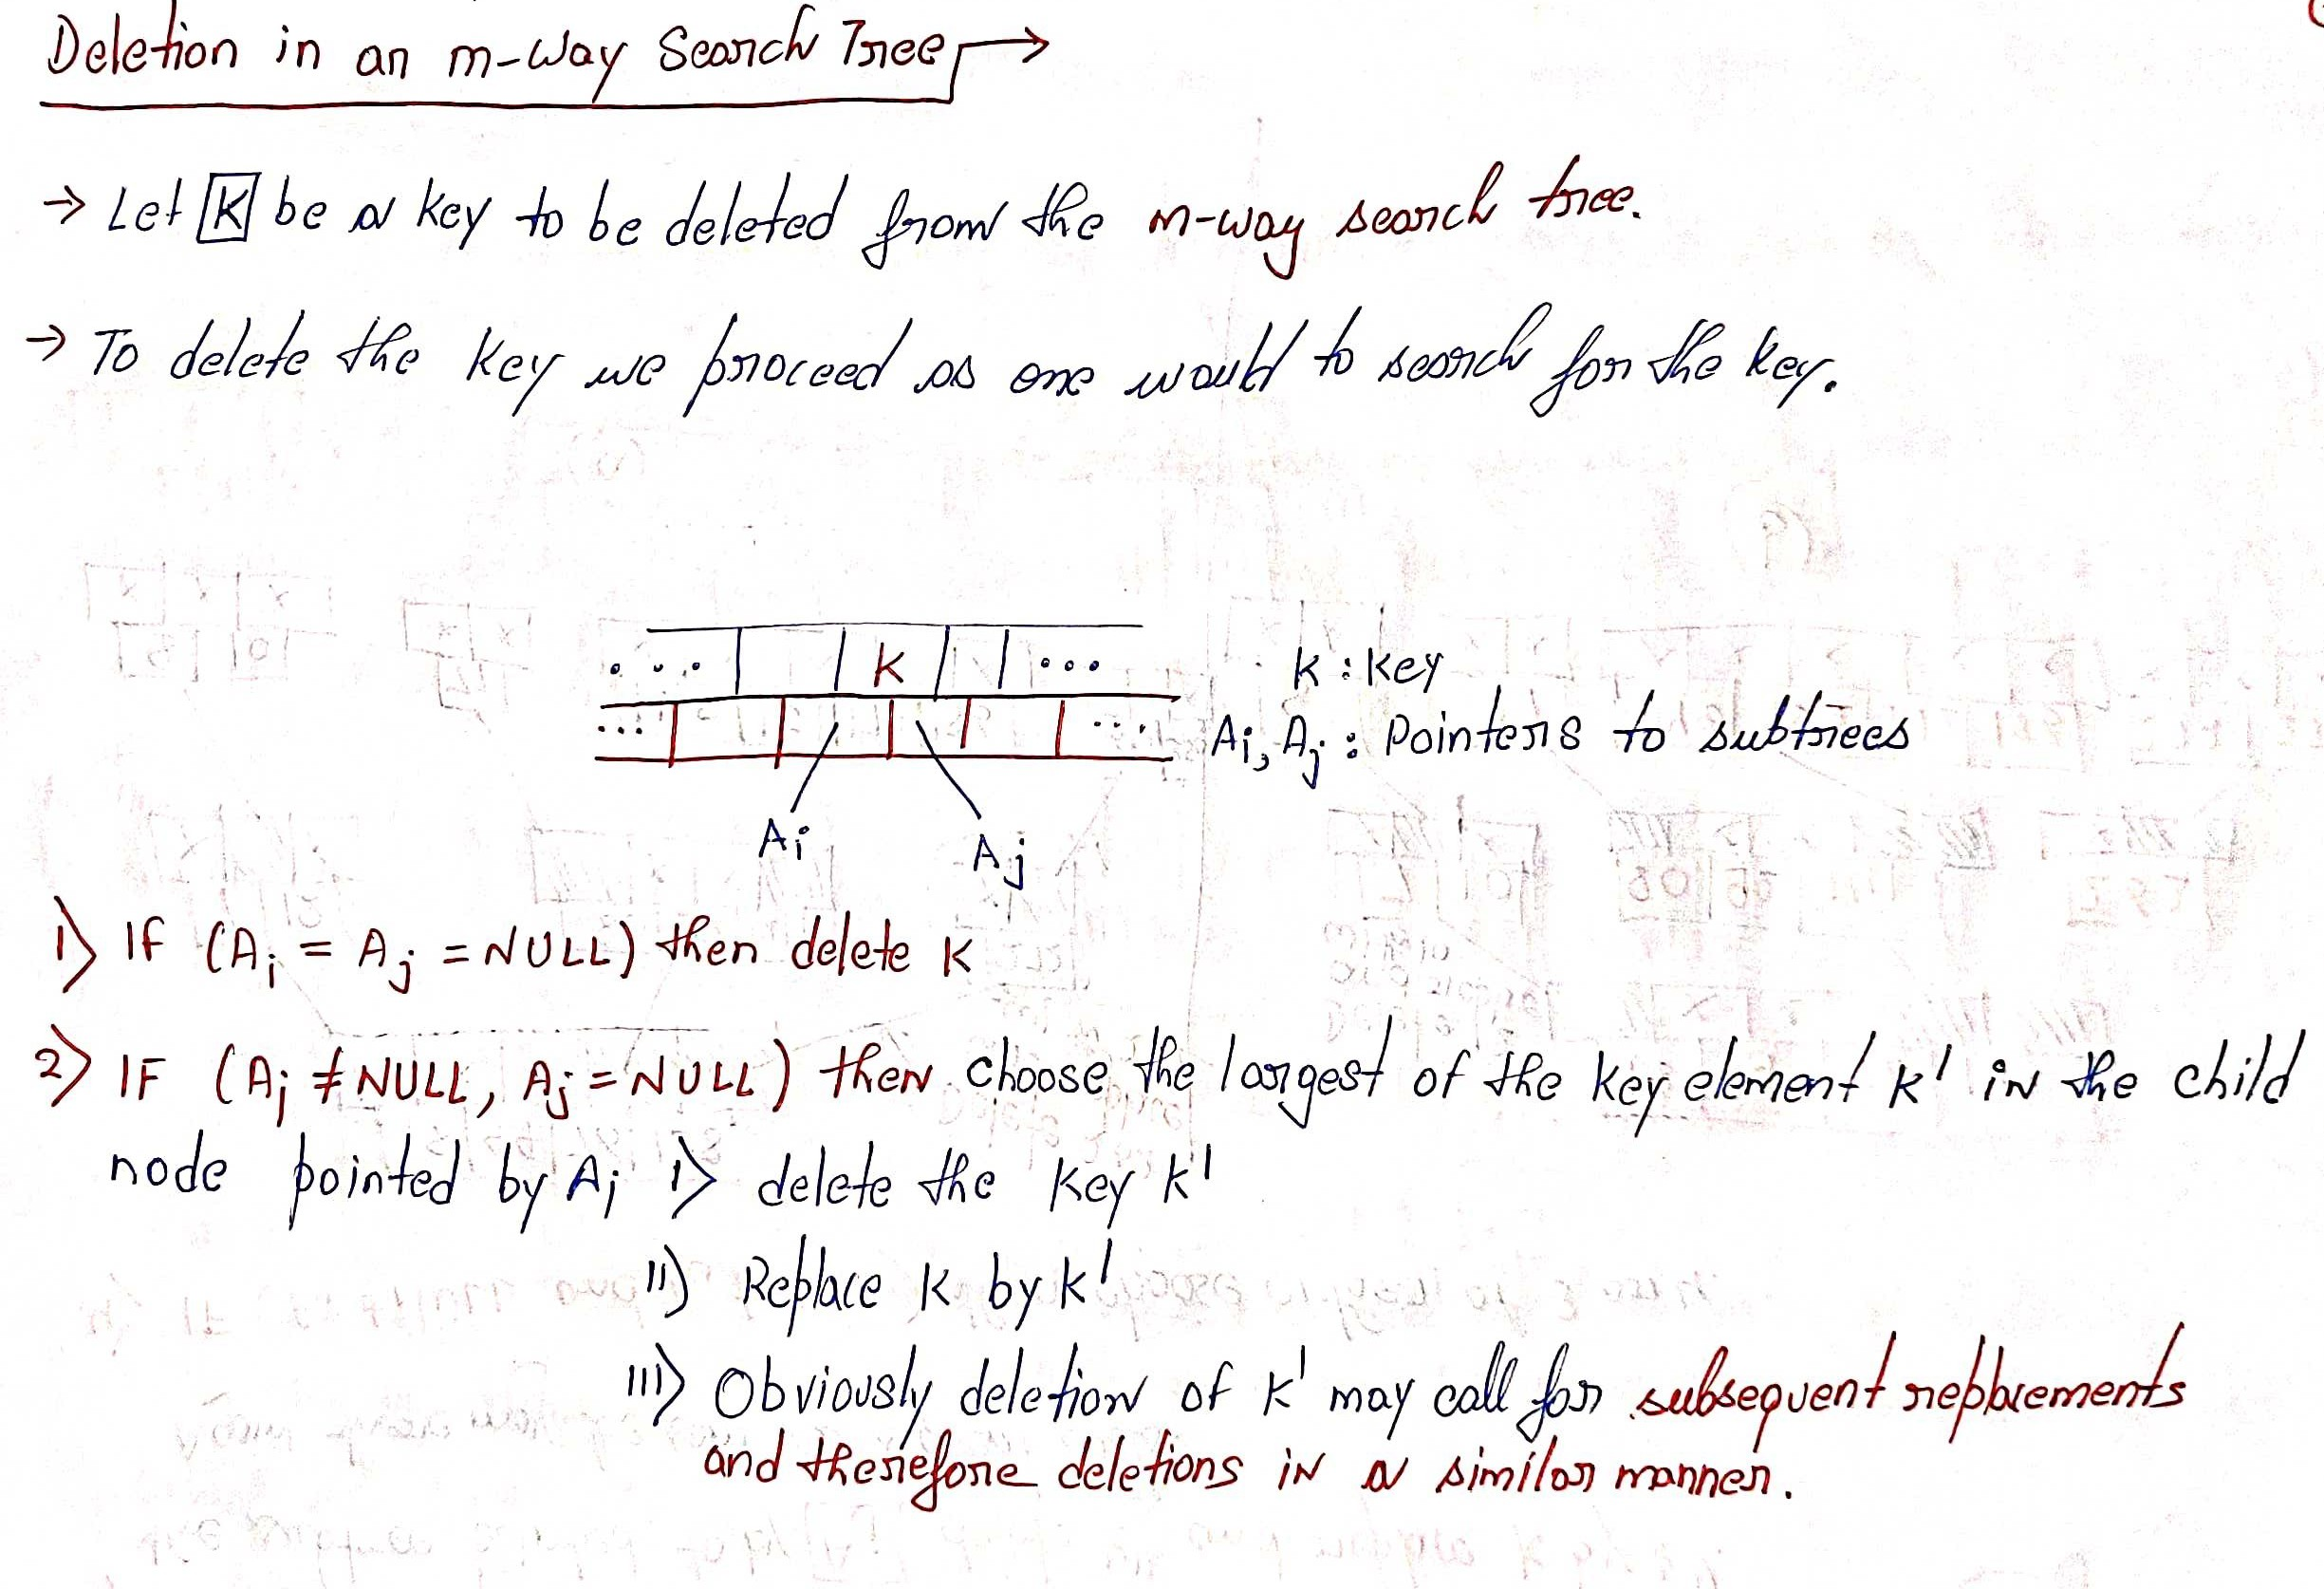 Deletion in an m-way Search Tree →
→ Let K be a key to be deleted from the m-way search tree.
→ To delete the key we proceed as one would to search for the key.
... K ...
K : Key
... ...
Ai, Aj : Pointers to subtrees
Ai Aj
1) IF (Ai = Aj = NULL) then delete K
2) IF (Ai ≠ NULL, Aj = NULL) then choose the largest of the key element K' in the child
node pointed by Ai i) delete the key K'
ii) Replace K by K'
iii) Obviously deletion of K' may call for subsequent replacements
and therefore deletions in a similar manner.